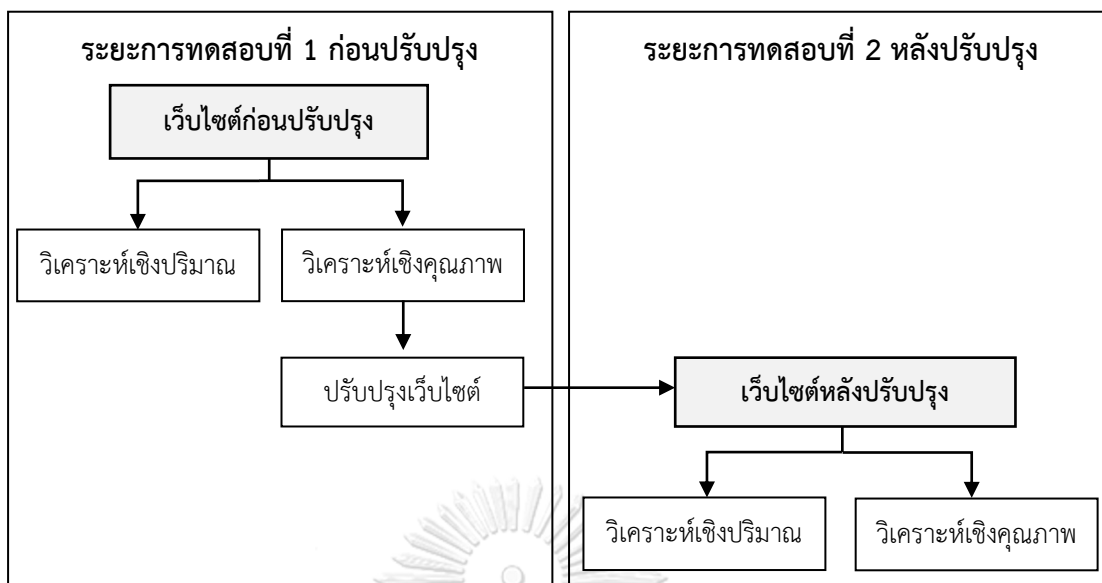 ระยะการทดสอบที่ 1 ก่อนปรับปรุง
เว็บไซต์ก่อนปรับปรุง
วิเคราะห์เชิงปริมาณ
วิเคราะห์เชิงคุณภาพ
ปรับปรุงเว็บไซต์
ระยะการทดสอบที่ 2 หลังปรับปรุง
เว็บไซต์หลังปรับปรุง
วิเคราะห์เชิงปริมาณ
วิเคราะห์เชิงคุณภาพ